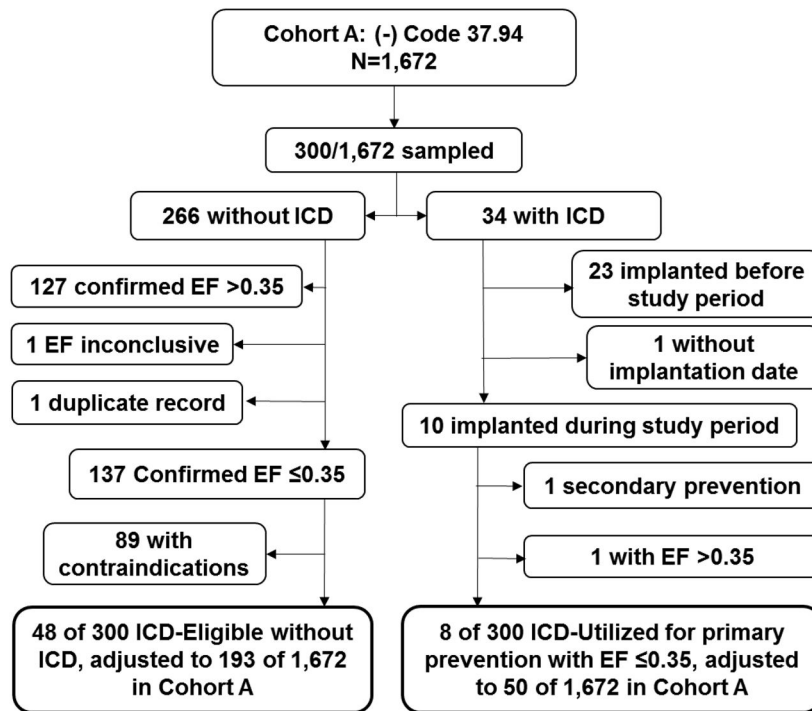 Cohort A: (-) Code 37.94
N=1,672
300/1,672 sampled
266 without ICD
34 with ICD
127 confirmed EF >0.35
23 implanted before
study period
1 EF inconclusive
1 without
implantation date
1 duplicate record
10 implanted during study period
137 Confirmed EF ≤0.35
1 secondary prevention
89 with
contraindications
1 with EF >0.35
48 of 300 ICD-Eligible without
ICD, adjusted to 193 of 1,672
in Cohort A
8 of 300 ICD-Utilized for primary
prevention with EF ≤0.35, adjusted
to 50 of 1,672 in Cohort A